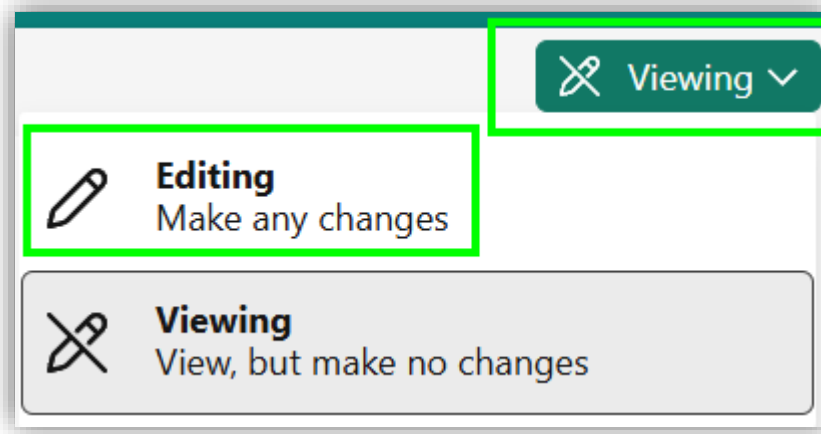 Viewing
Editing
Make any changes
Viewing
View, but make no changes